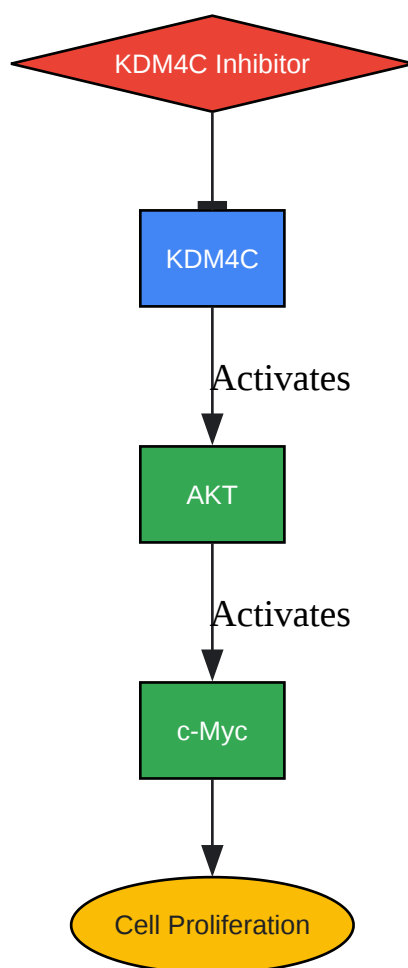 KDM4C Inhibitor
KDM4C
Activates
AKT
Activates
c-Myc
Cell Proliferation